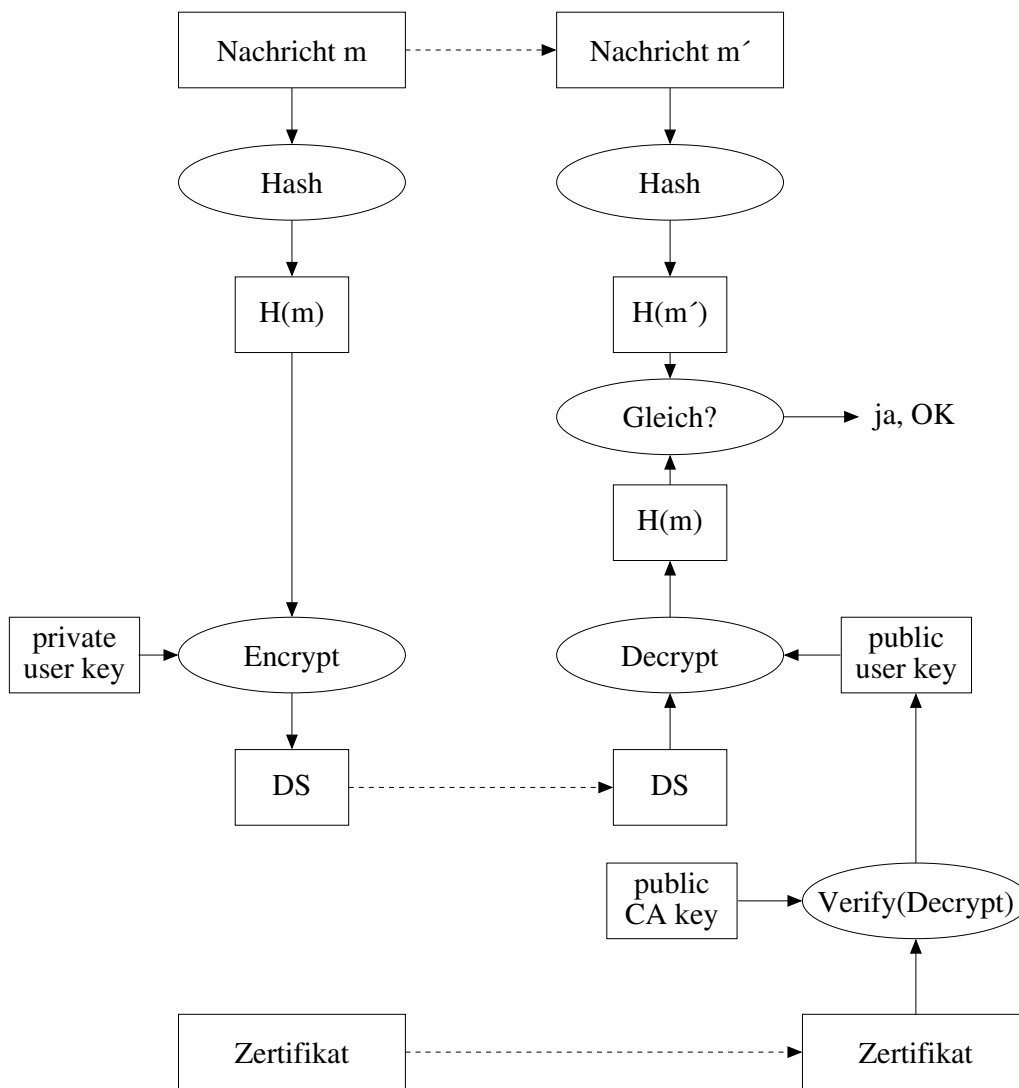 Nachricht m
Nachricht m´
Hash
Hash
H(m)
H(m´)
Gleich?
ja, OK
H(m)
private
user key
Encrypt
Decrypt
public
user key
DS
DS
public
CA key
Verify(Decrypt)
Zertifikat
Zertifikat